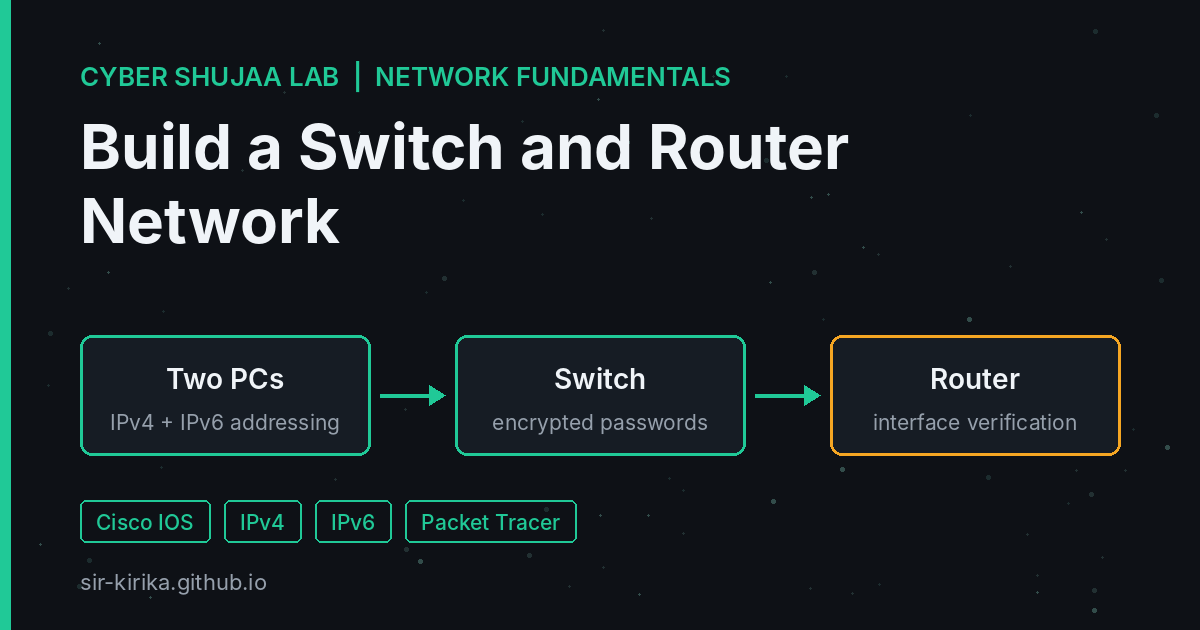 CYBER SHUJAA LAB | NETWORK FUNDAMENTALS
Build a Switch and Router
Network
Two PCs
IPv4 + IPv6 addressing
Switch
encrypted passwords
Router
interface verification
Cisco IOS
IPv4
IPv6
Packet Tracer
sir-kirika.github.io